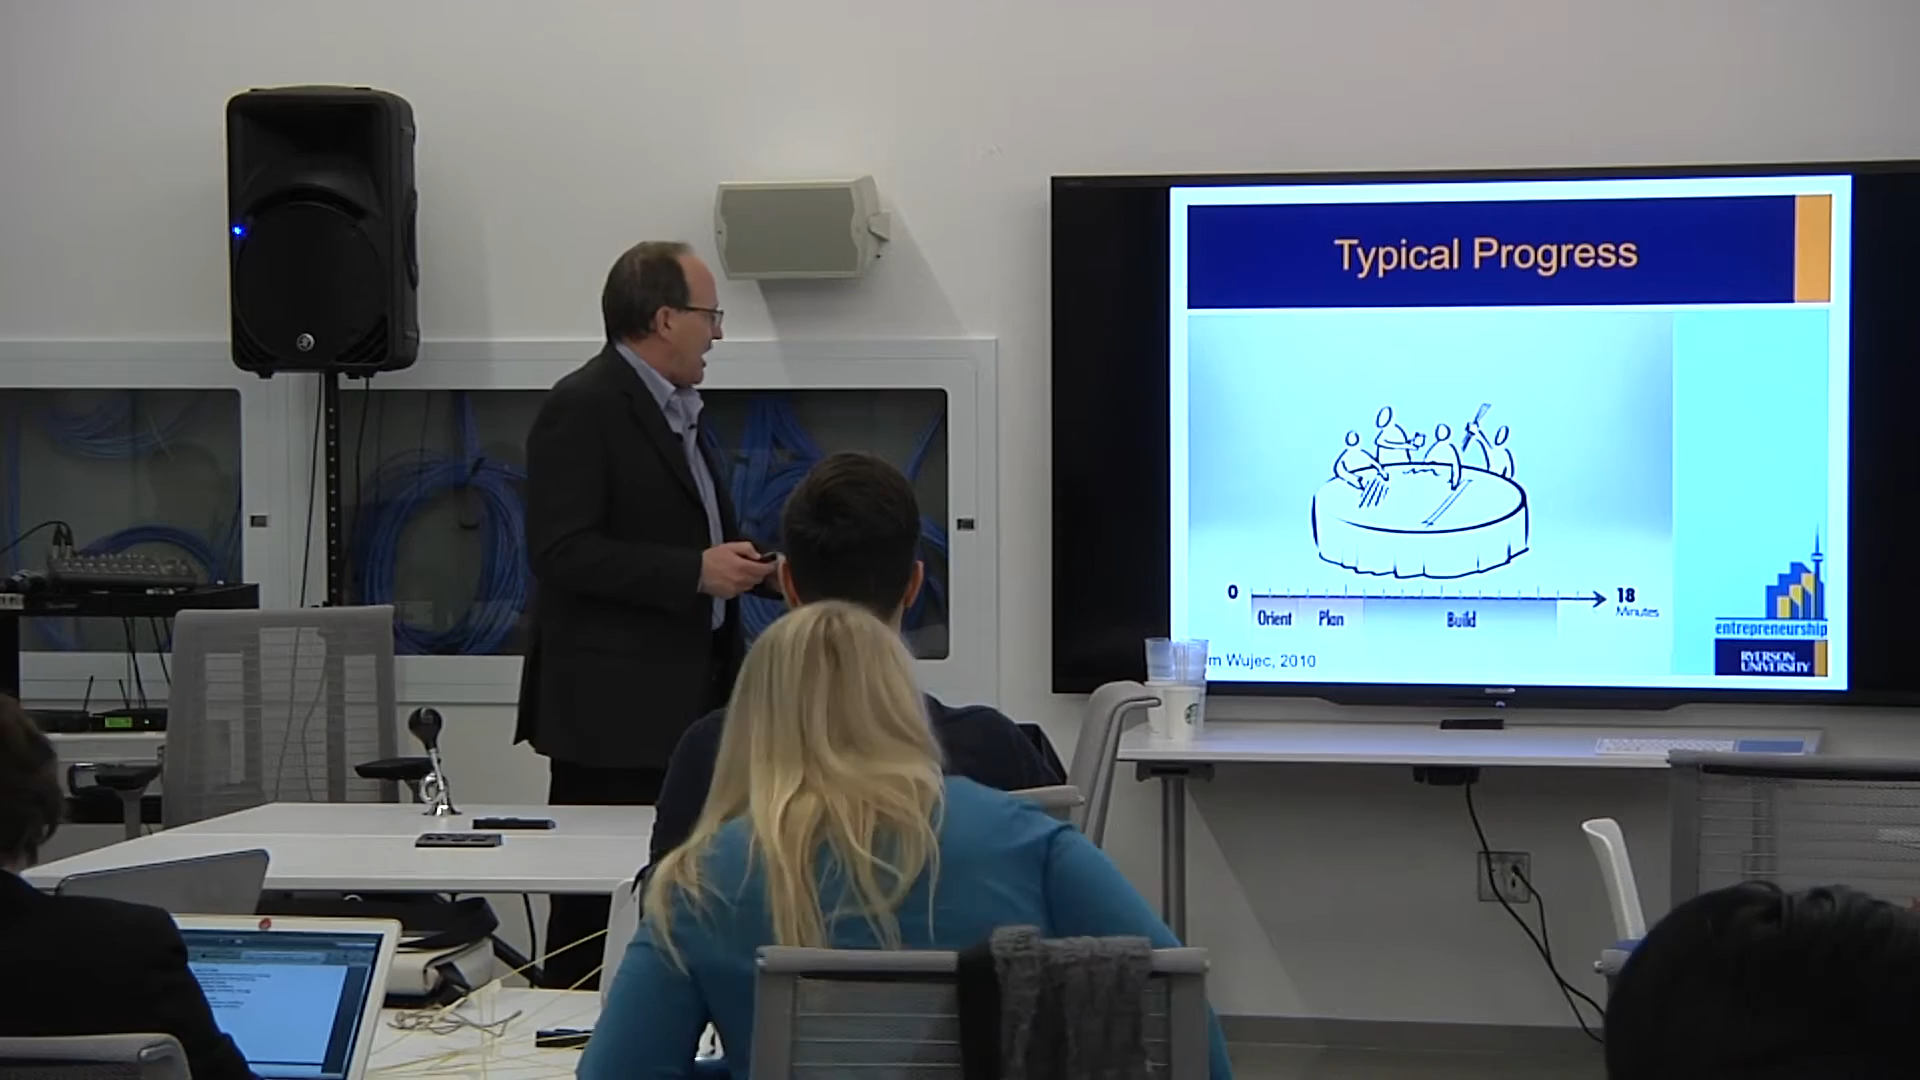 Typical Progress
0
18
Minutes
Orient Plan Build
m Wujec, 2010
entrepreneurship
RYERSON
UNIVERSITY